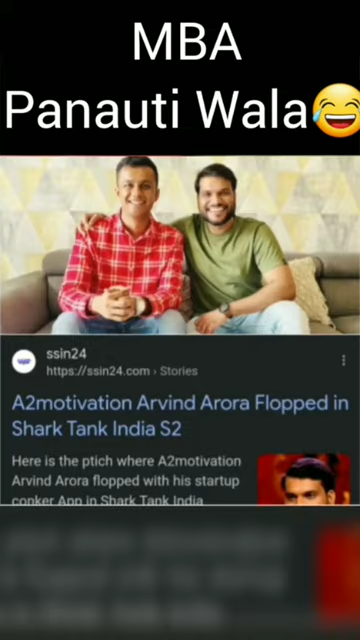 MBA
Panauti Wala😂
ssin24
https://ssin24.com › Stories
A2motivation Arvind Arora Flopped in
Shark Tank India S2
Here is the ptich where A2motivation
Arvind Arora flopped with his startup
conker App in Shark Tank India